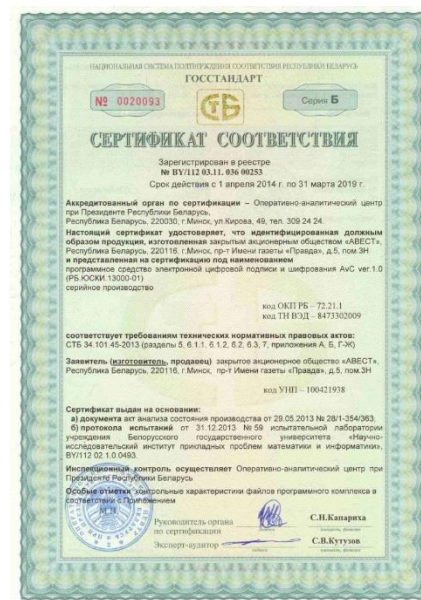 НАЦИОНАЛЬНАЯ СИСТЕМА ПОДТВЕРЖДЕНИЯ СООТВЕТСТВИЯ РЕСПУБЛИКИ БЕЛАРУСЬ
ГОССТАНДАРТ
№ 0020093
СТБ
Серия Б
СЕРТИФИКАТ СООТВЕТСТВИЯ
Зарегистрирован в реестре
№ BY/112 03.11. 036 00253
Срок действия с 1 апреля 2014 г. по 31 марта 2019 г.
Аккредитованный орган по сертификации – Оперативно-аналитический центр
при Президенте Республики Беларусь,
Республика Беларусь, 220030, г.Минск, ул.Кирова, 49, тел. 309 24 24.
Настоящий сертификат удостоверяет, что идентифицированная должным
образом продукция, изготовленная закрытым акционерным обществом «АВЕСТ»,
Республика Беларусь, 220116, г.Минск, пр-т Имени газеты «Правда», д.5, пом.3Н
и представленная на сертификацию под наименованием
программное средство электронной цифровой подписи и шифрования AvC ver.1.0
(РБ.ЮСКИ.13000-01)
серийное производство
код ОКП РБ – 72.21.1
код ТН ВЭД – 8473302009
соответствует требованиям технических нормативных правовых актов:
СТБ 34.101.45-2013 (разделы 5, 6.1.1, 6.1.2, 6.2, 6.3, 7, приложения А, Б, Г-Ж)
Заявитель (изготовитель, продавец) закрытое акционерное общество «АВЕСТ»,
Республика Беларусь, 220116, г.Минск, пр-т Имени газеты «Правда», д.5, пом.3Н
код УНП – 100421938
Сертификат выдан на основании:
а) документа акт анализа состояния производства от 29.05.2013 № 28/1-354/363;
б) протокола испытаний от 31.12.2013 № 59 испытательной лаборатории
учреждения Белорусского государственного университета «Научно-
исследовательский институт прикладных проблем математики и информатики»,
BY/112 02.1.0.0493.
Инспекционный контроль осуществляет Оперативно-аналитический центр при
Президенте Республики Беларусь
Особые отметки контрольные характеристики файлов программного комплекса в
соответствии с Приложением
М.П.
Руководитель органа
по сертификации
С.Н.Капариха
Эксперт-аудитор
С.В.Кутузов